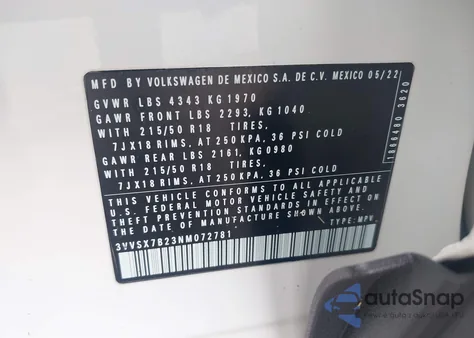 MFD BY VOLKSWAGEN DE MEXICO S.A. DE C.V. MEXICO 05/22
GVWR LBS 4343 KG 1970
GAWR FRONT LBS 2293, KG 1040
WITH 215/50 R18 TIRES,
7JX18 RIMS, AT 250 KPA, 36 PSI COLD
GAWR REAR LBS 2161, KG 0980
WITH 215/50 R18 TIRES,
7JX18 RIMS, AT 250 KPA, 36 PSI COLD
THIS VEHICLE CONFORMS TO ALL APPLICABLE
U.S. FEDERAL MOTOR VEHICLE SAFETY AND
THEFT PREVENTION STANDARDS IN EFFECT ON
THE DATE OF MANUFACTURE SHOWN ABOVE.
TYPE: MPV
3VVSX7B23NM072781
1866480 3620
autoSnap